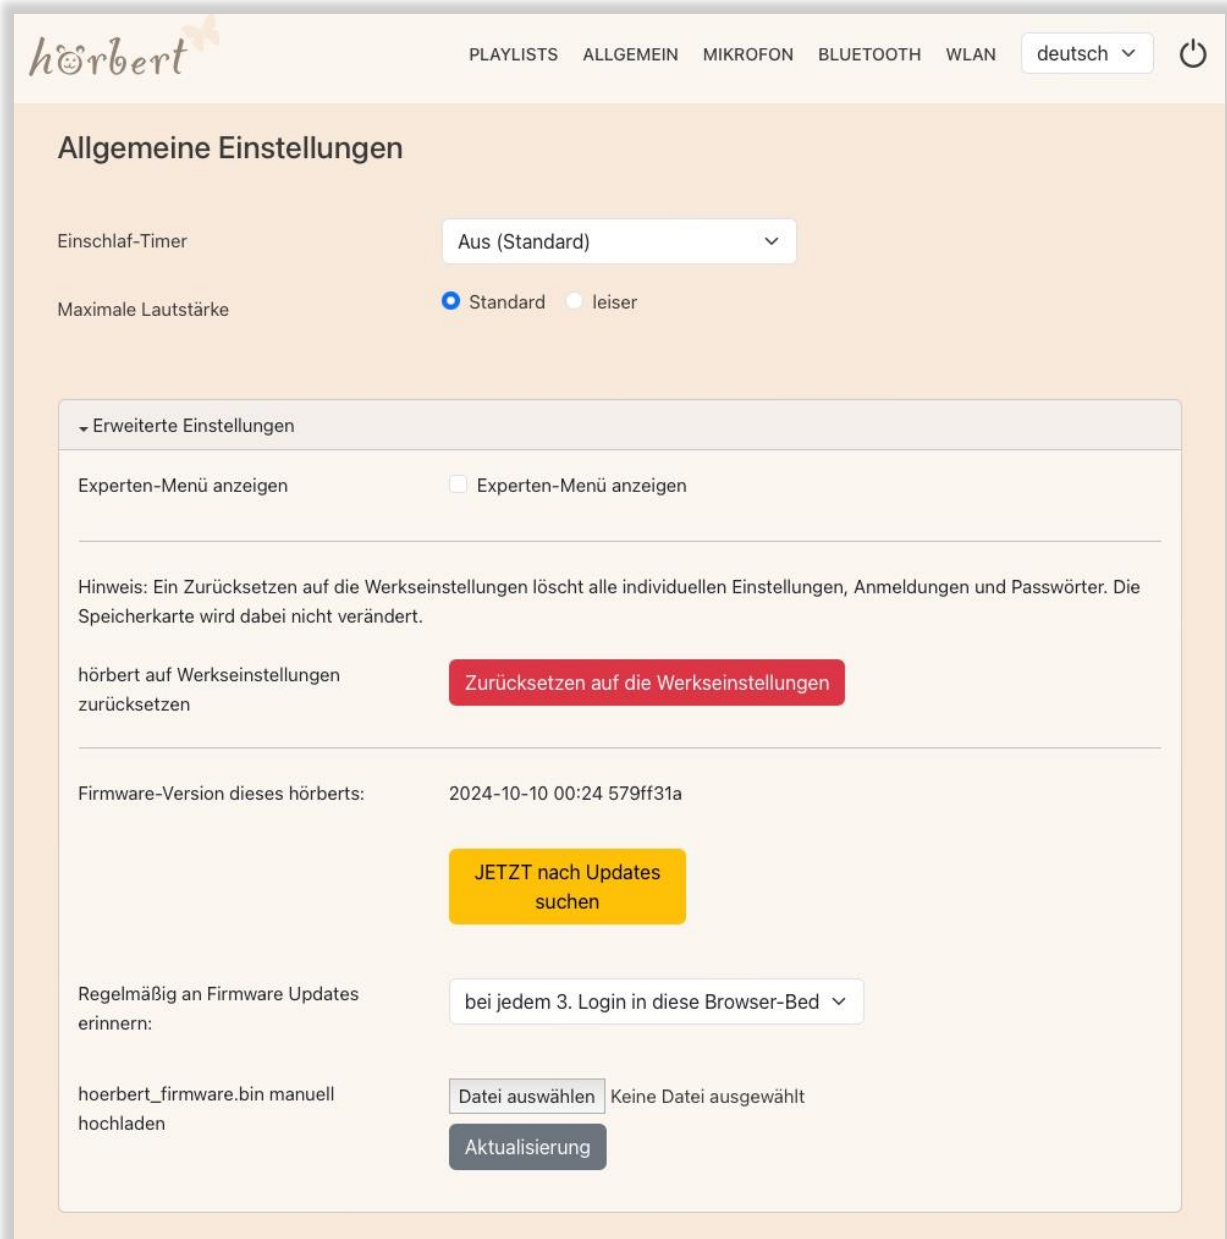 hörbert
PLAYLISTS ALLGEMEIN MIKROFON BLUETOOTH WLAN deutsch
Allgemeine Einstellungen
Einschlaf-Timer Aus (Standard)
Maximale Lautstärke Standard leiser
Erweiterte Einstellungen
Experten-Menü anzeigen Experten-Menü anzeigen
Hinweis: Ein Zurücksetzen auf die Werkseinstellungen löscht alle individuellen Einstellungen, Anmeldungen und Passwörter. Die
Speicherkarte wird dabei nicht verändert.
hörbert auf Werkseinstellungen
zurücksetzen
Zurücksetzen auf die Werkseinstellungen
Firmware-Version dieses hörberts: 2024-10-10 00:24 579ff31a
JETZT nach Updates
suchen
Regelmäßig an Firmware Updates
erinnern:
bei jedem 3. Login in diese Browser-Bed
hoerbert_firmware.bin manuell
hochladen
Datei auswählen Keine Datei ausgewählt
Aktualisierung